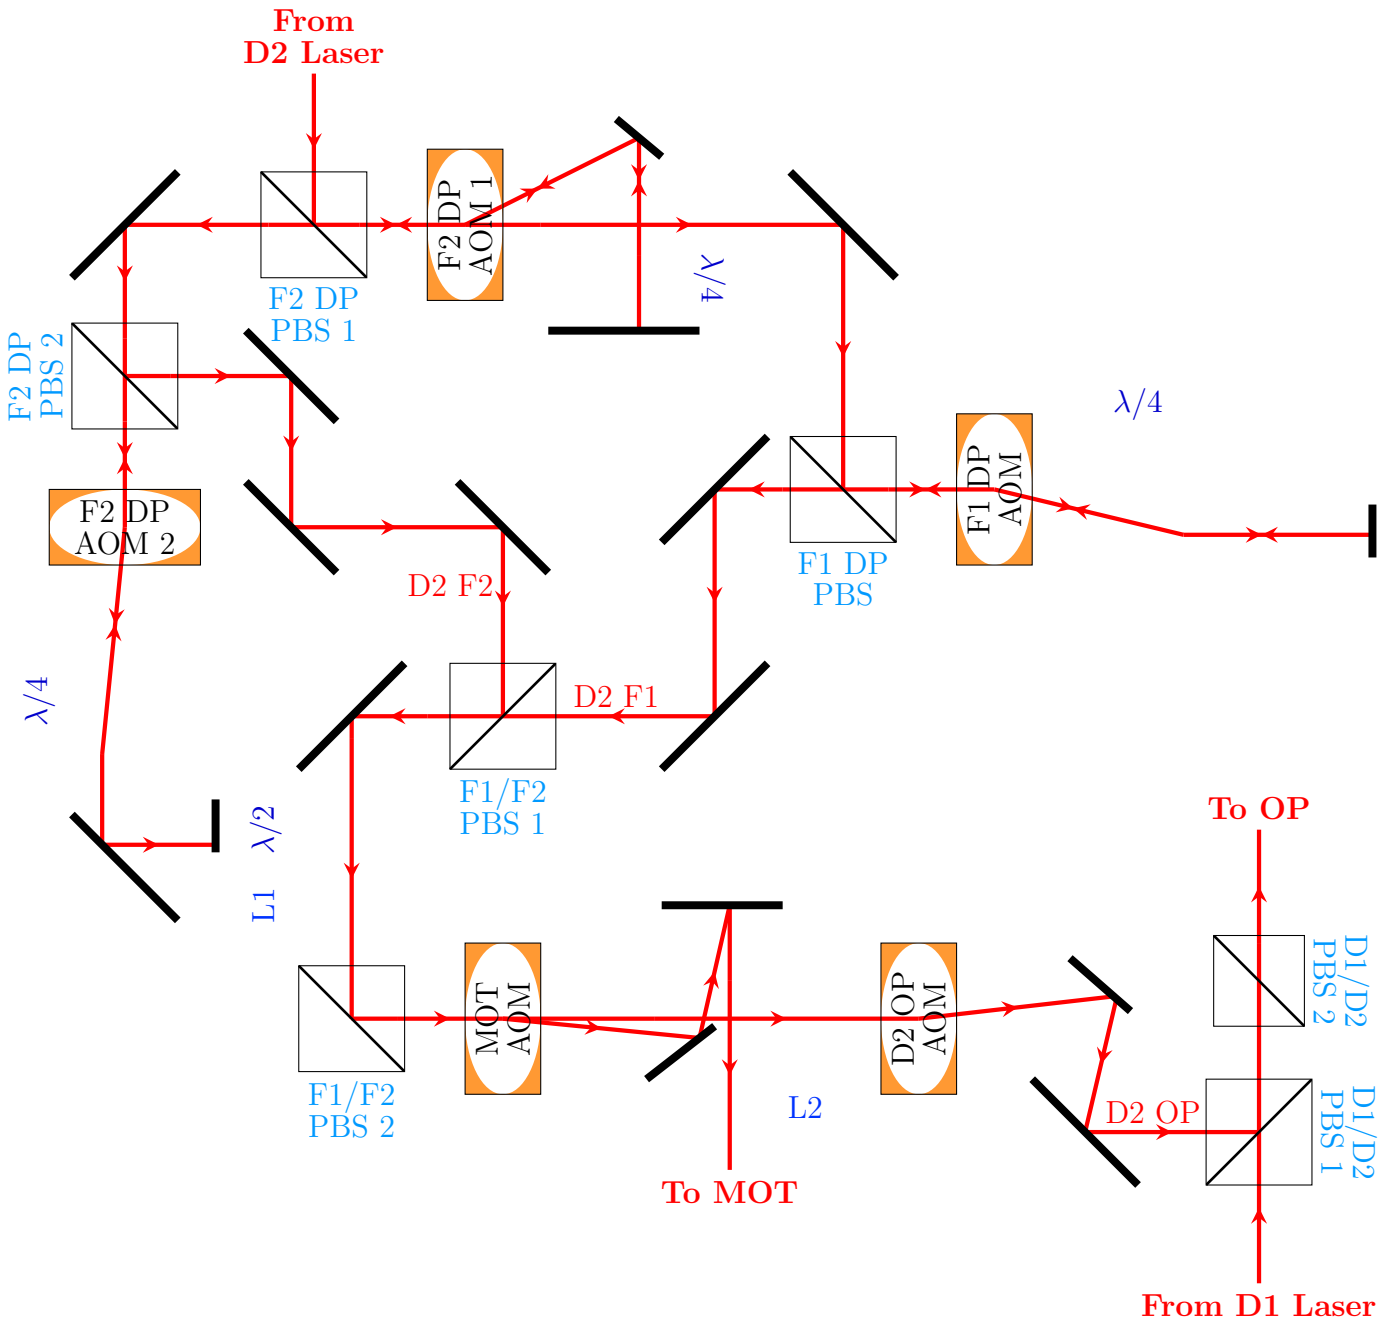 From
D2 Laser
F2 DP
AOM 1
F2 DP
PBS 1
λ/4
F2 DP
PBS 2
λ/4
F1 DP
AOM
F2 DP
AOM 2
F1 DP
PBS
D2 F2
D2 F1
λ/4
F1/F2
PBS 1
λ/2
L1
To OP
D1/D2
PBS 2
MOT
AOM
D2 OP
AOM
F1/F2
PBS 2
L2
D2 OP
D1/D2
PBS 1
To MOT
From D1 Laser